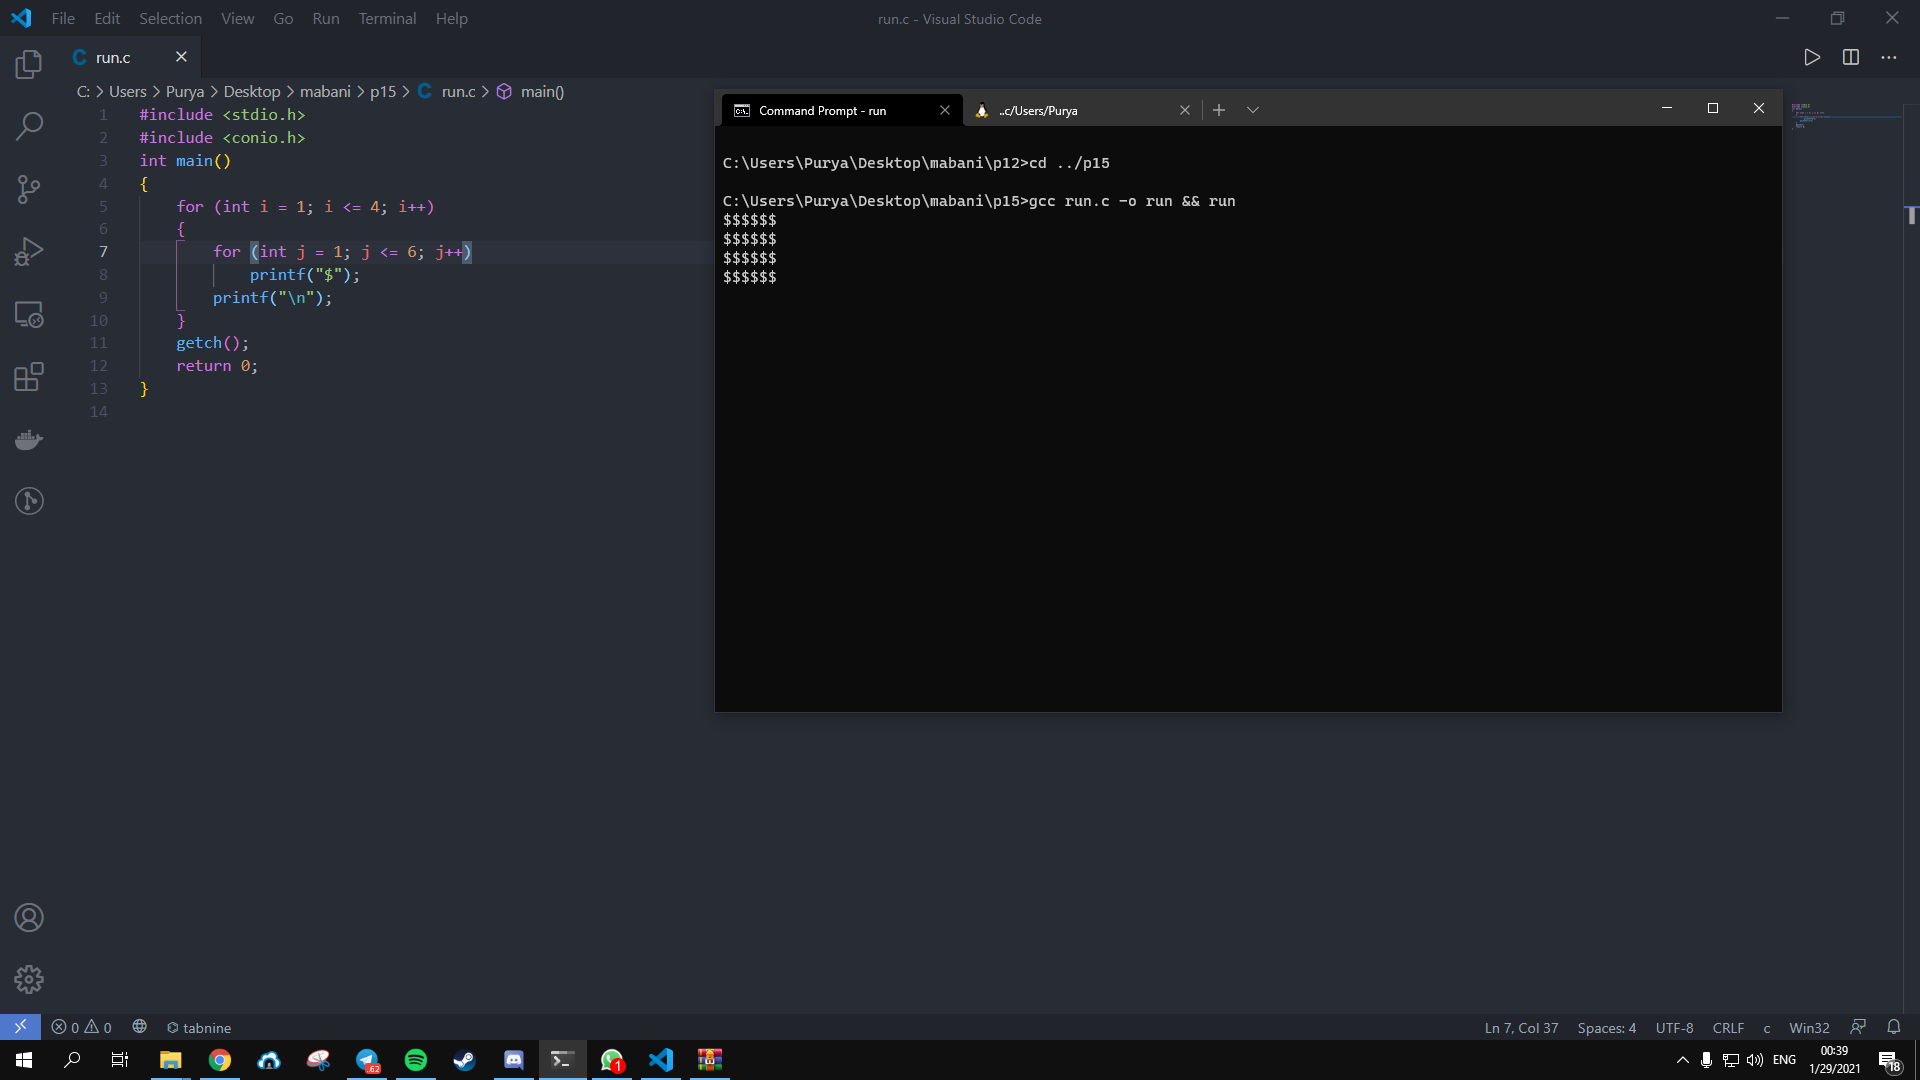 File Edit Selection View Go Run Terminal Help
run.c - Visual Studio Code
run.c
C: > Users > Purya > Desktop > mabani > p15 > C run.c > main()
1 #include <stdio.h>
2 #include <conio.h>
3 int main()
4 {
5 for (int i = 1; i <= 4; i++)
6 {
7 for (int j = 1; j <= 6; j++)
8 printf("$");
9 printf("\n");
10 }
11 getch();
12 return 0;
13 }
14
Command Prompt - run
..c/Users/Purya
C:\Users\Purya\Desktop\mabani\p12>cd ../p15
C:\Users\Purya\Desktop\mabani\p15>gcc run.c -o run && run
$$$$$$
$$$$$$
$$$$$$
$$$$$$
0 0 tabnine
Ln 7, Col 37 Spaces: 4 UTF-8 CRLF c Win32
62
1
ENG
00:39
1/29/2021
18